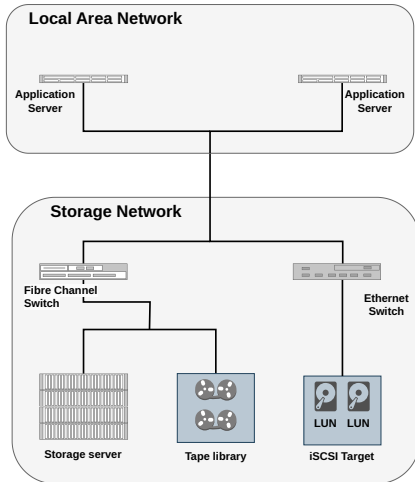 Local Area Network
Application
Server
Application
Server
Storage Network
Fibre Channel
Switch
Ethernet
Switch
LUN LUN
Storage server
Tape library
iSCSI Target